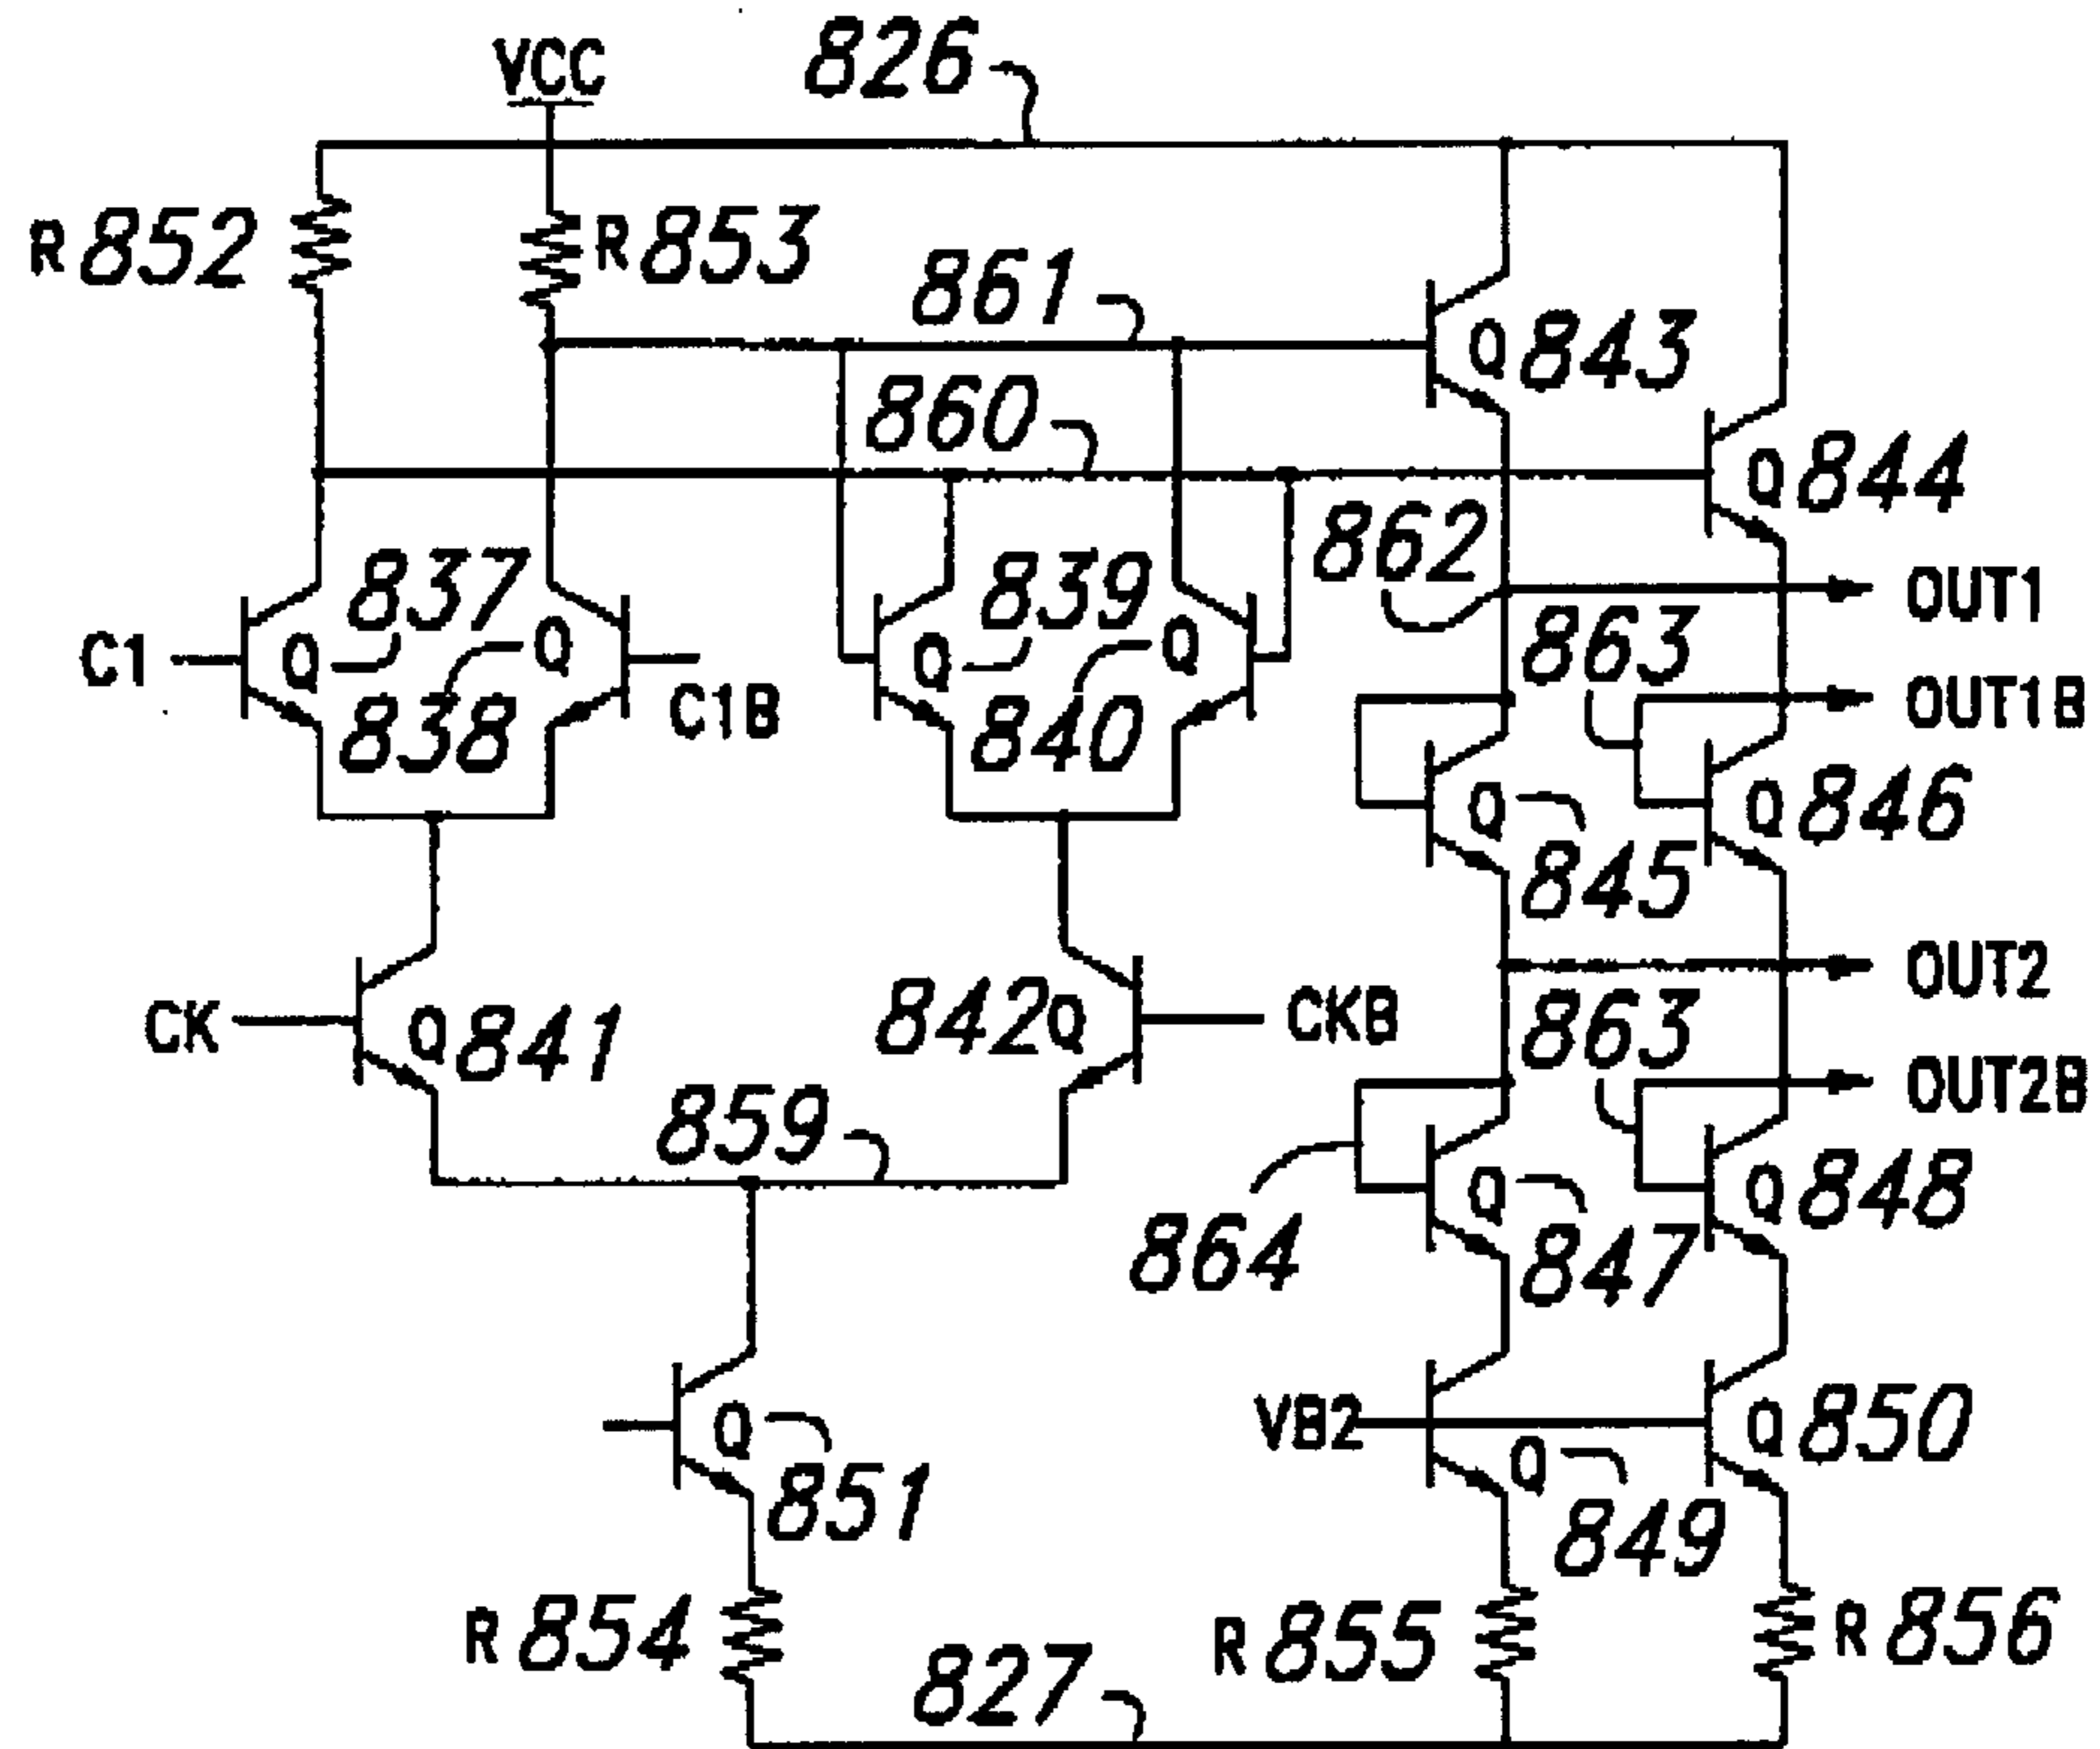 826
VCC
R 852
R 853
861
Q 843
860
Q 844
862
837
839
OUT1
863
C1
Q
Q
Q
Q
C1B
838
840
OUT1B
Q
845
Q 846
OUT2
CK
Q 841
842 Q
CKB
863
OUT2B
859
864
Q
847
Q 848
Q
851
VB2
Q
849
Q 850
R 854
R 855
R 856
827